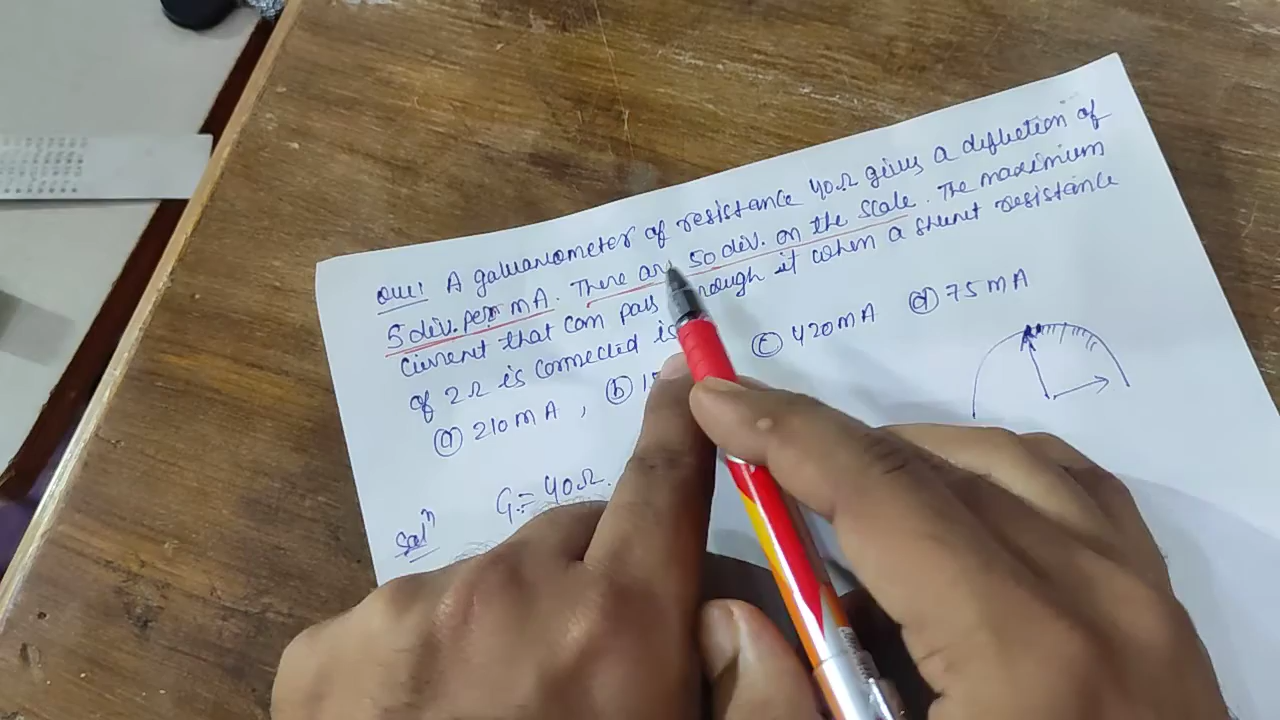 Que: A galvanometer of resistance 40Ω gives a deflection of
5 div. per mA. There are 50 div. on the scale. The maximum
current that can pass through it when a shunt resistance
of 2Ω is connected is
(a) 210 mA , (b) (c) 420 mA (d) 75 mA
Solⁿ G = 40Ω.